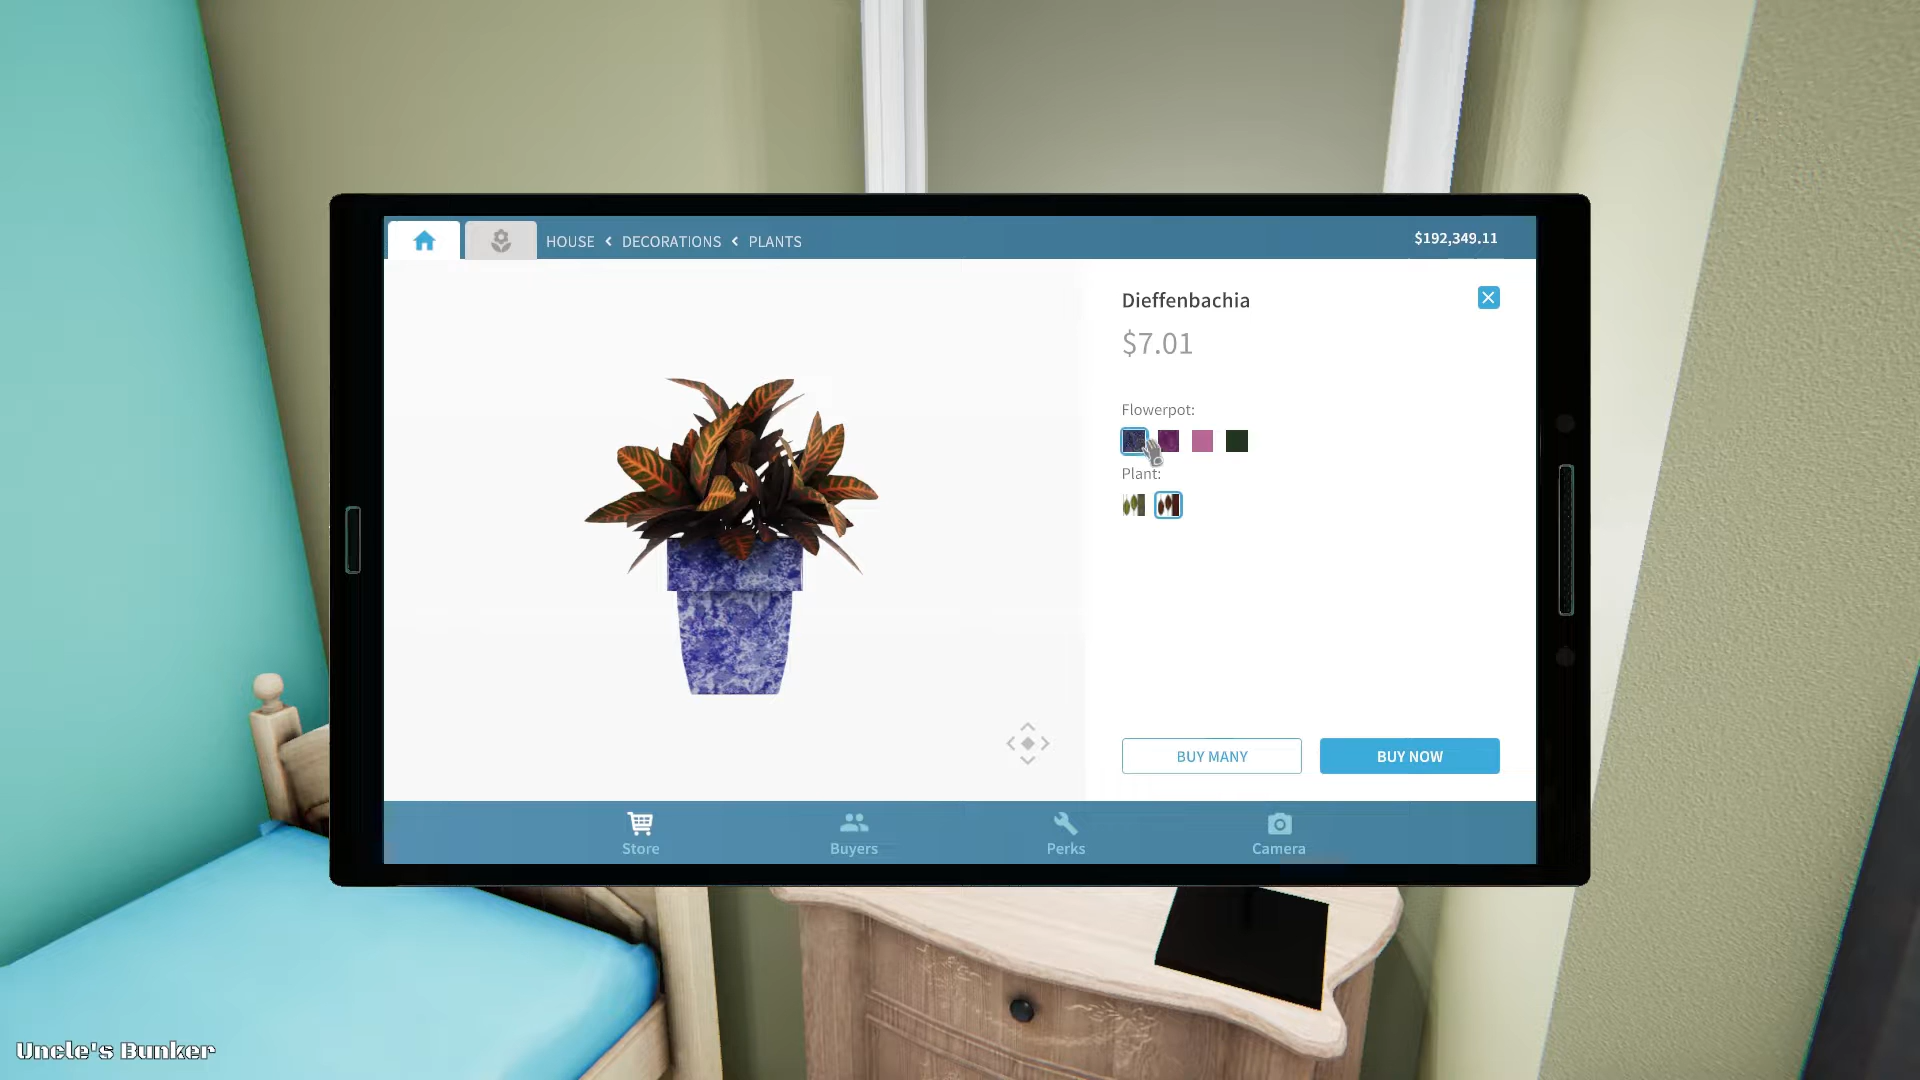 HOUSE < DECORATIONS < PLANTS
$192,349.11
Dieffenbachia
$7.01
Flowerpot:
Plant:
BUY MANY
BUY NOW
Store
Buyers
Perks
Camera
Uncle's Bunker